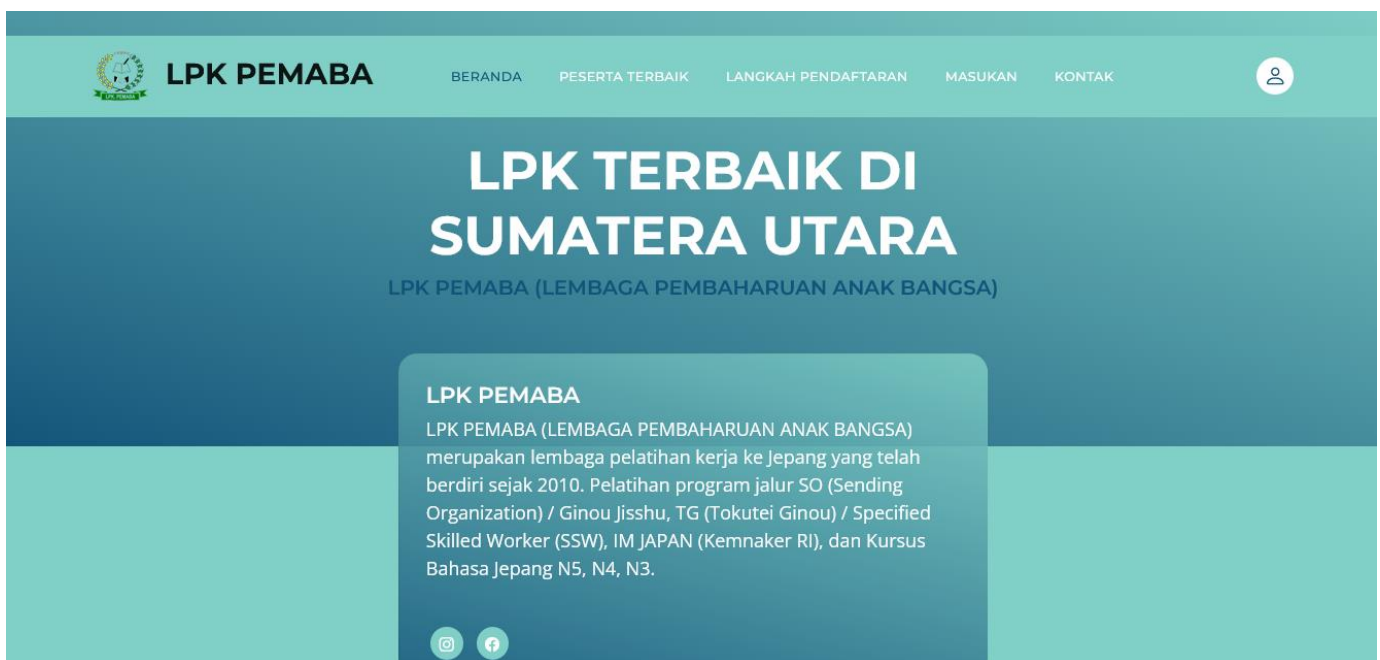 LPK PEMABA
LPK PEMABA
BERANDA
PESERTA TERBAIK
LANGKAH PENDAFTARAN
MASUKAN
KONTAK
LPK TERBAIK DI
SUMATERA UTARA
LPK PEMABA (LEMBAGA PEMBAHARUAN ANAK BANGSA)
LPK PEMABA
LPK PEMABA (LEMBAGA PEMBAHARUAN ANAK BANGSA)
merupakan lembaga pelatihan kerja ke Jepang yang telah
berdiri sejak 2010. Pelatihan program jalur SO (Sending
Organization) / Ginou Jisshu, TG (Tokutei Ginou) / Specified
Skilled Worker (SSW), IM JAPAN (Kemnaker RI), dan Kursus
Bahasa Jepang N5, N4, N3.